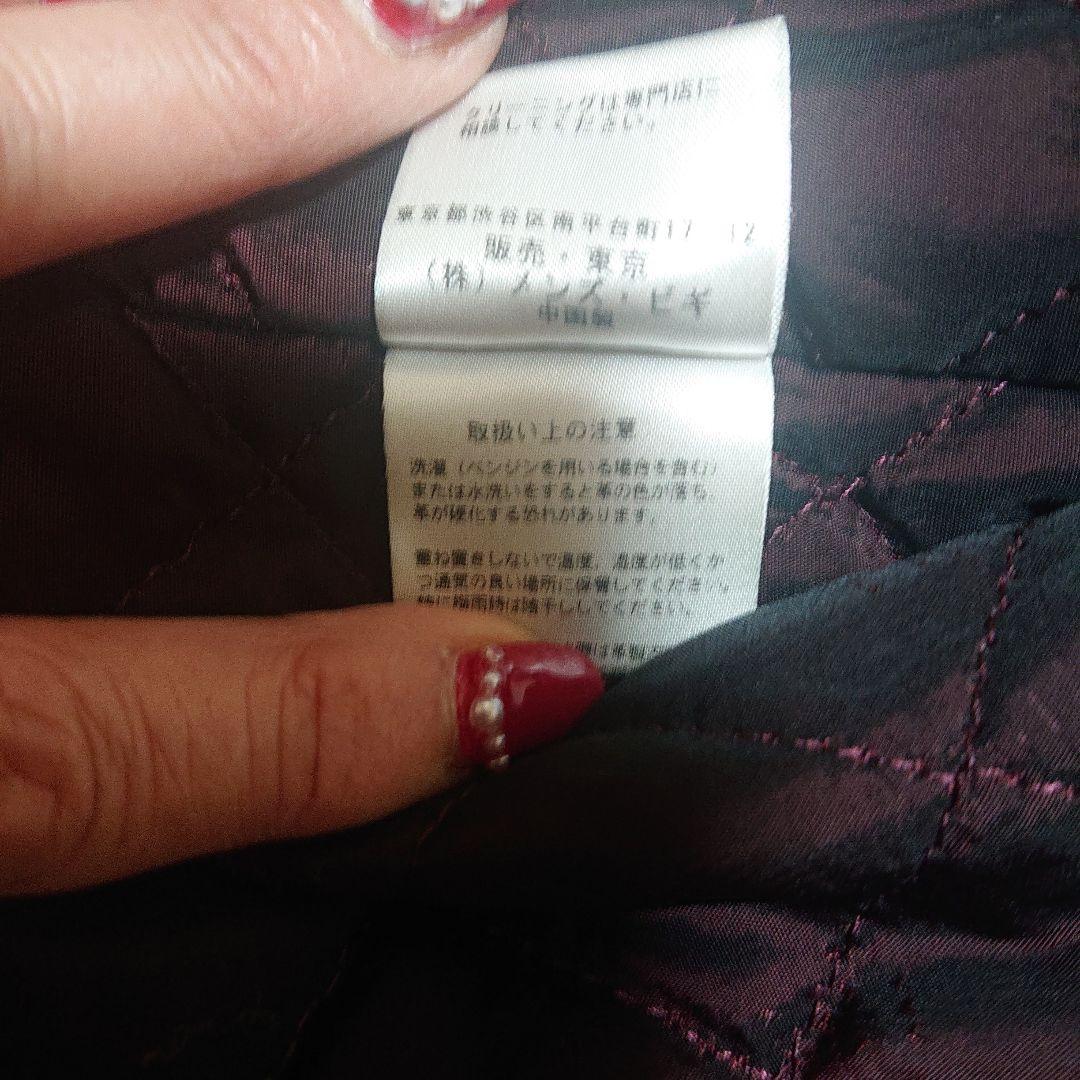 クリーニングは専門店に
相談してください。
東京都渋谷区南平台町17 12
販売・東京
(株)メンズ・ビギ
中国製
取扱い上の注意
洗濯(ベンジンを用いる場合を含む)
または水洗いをすると革の色が落ち、
革が硬化する恐れがあります。
重ね置きしないで温度、湿度が低くか
つ通気の良い場所に保管してください。
特に梅雨時は陰干ししてください。